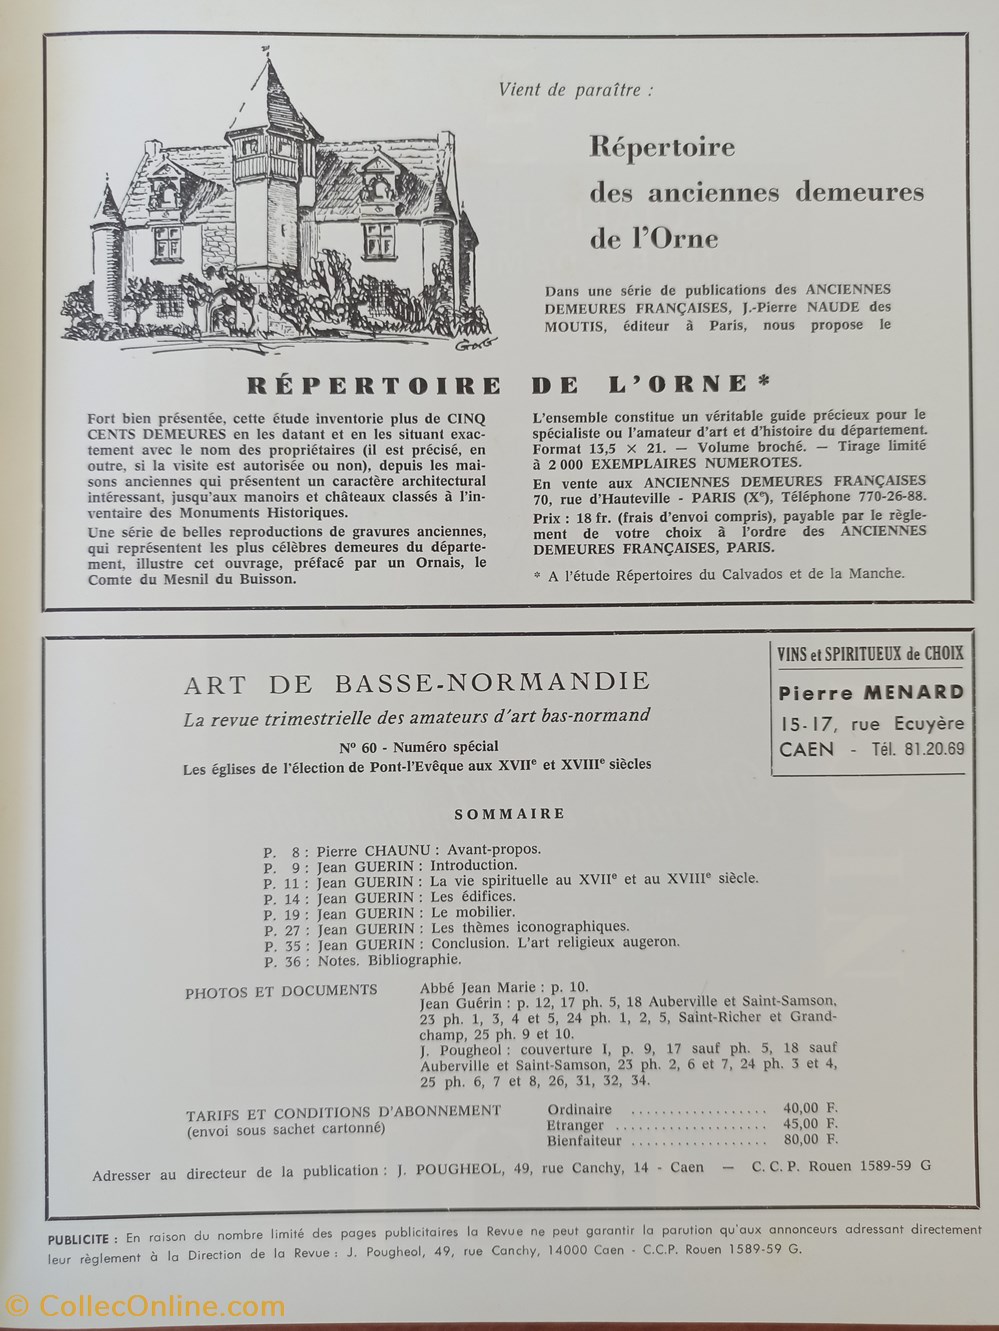 Vient de paraître :
Répertoire
des anciennes demeures
de l'Orne
Dans une série de publications des ANCIENNES
DEMEURES FRANÇAISES, J.-Pierre NAUDE des
MOUTIS, éditeur à Paris, nous propose le
RÉPERTOIRE DE L'ORNE*
Fort bien présentée, cette étude inventorie plus de CINQ
CENTS DEMEURES en les datant et en les situant exac-
tement avec le nom des propriétaires (il est précisé, en
outre, si la visite est autorisée ou non), depuis les mai-
sons anciennes qui présentent un caractère architectural
intéressant, jusqu'aux manoirs et châteaux classés à l'in-
ventaire des Monuments Historiques.
Une série de belles reproductions de gravures anciennes,
qui représentent les plus célèbres demeures du départe-
ment, illustre cet ouvrage, préfacé par un Ornais, le
Comte du Mesnil du Buisson.
L'ensemble constitue un véritable guide précieux pour le
spécialiste ou l'amateur d'art et d'histoire du département.
Format 13,5 × 21. — Volume broché. — Tirage limité
à 2 000 EXEMPLAIRES NUMEROTES.
En vente aux ANCIENNES DEMEURES FRANÇAISES
70, rue d'Hauteville - PARIS (Xe), Téléphone 770-26-88.
Prix : 18 fr. (frais d'envoi compris), payable par le règle-
ment de votre choix à l'ordre des ANCIENNES
DEMEURES FRANÇAISES, PARIS.
* A l'étude Répertoires du Calvados et de la Manche.
VINS et SPIRITUEUX de CHOIX
Pierre MENARD
15-17, rue Ecuyère
CAEN - Tél. 81.20.69
ART DE BASSE-NORMANDIE
La revue trimestrielle des amateurs d'art bas-normand
N° 60 - Numéro spécial
Les églises de l'élection de Pont-l'Evêque aux XVIIe et XVIIIe siècles
SOMMAIRE
P. 8 : Pierre CHAUNU : Avant-propos.
P. 9 : Jean GUERIN : Introduction.
P. 11 : Jean GUERIN : La vie spirituelle au XVIIe et au XVIIIe siècle.
P. 14 : Jean GUERIN : Les édifices.
P. 19 : Jean GUERIN : Le mobilier.
P. 27 : Jean GUERIN : Les thèmes iconographiques.
P. 35 : Jean GUERIN : Conclusion. L'art religieux augeron.
P. 36 : Notes. Bibliographie.
PHOTOS ET DOCUMENTS
Abbé Jean Marie : p. 10.
Jean Guérin : p. 12, 17 ph. 5, 18 Auberville et Saint-Samson,
23 ph. 1, 3, 4 et 5, 24 ph. 1, 2, 5, Saint-Richer et Grand-
champ, 25 ph. 9 et 10.
J. Pougheol : couverture I, p. 9, 17 sauf ph. 5, 18 sauf
Auberville et Saint-Samson, 23 ph. 2, 6 et 7, 24 ph. 3 et 4,
25 ph. 6, 7 et 8, 26, 31, 32, 34.
TARIFS ET CONDITIONS D'ABONNEMENT
(envoi sous sachet cartonné)
Ordinaire .................. 40,00 F.
Etranger .................... 45,00 F.
Bienfaiteur .................. 80,00 F.
Adresser au directeur de la publication : J. POUGHEOL, 49, rue Canchy, 14 - Caen — C. C. P. Rouen 1589-59 G
PUBLICITE : En raison du nombre limité des pages publicitaires la Revue ne peut garantir la parution qu'aux annonceurs adressant directement
leur règlement à la Direction de la Revue : J. Pougheol, 49, rue Canchy, 14000 Caen - C.C.P. Rouen 1589-59 G.
© CollecOnline.com